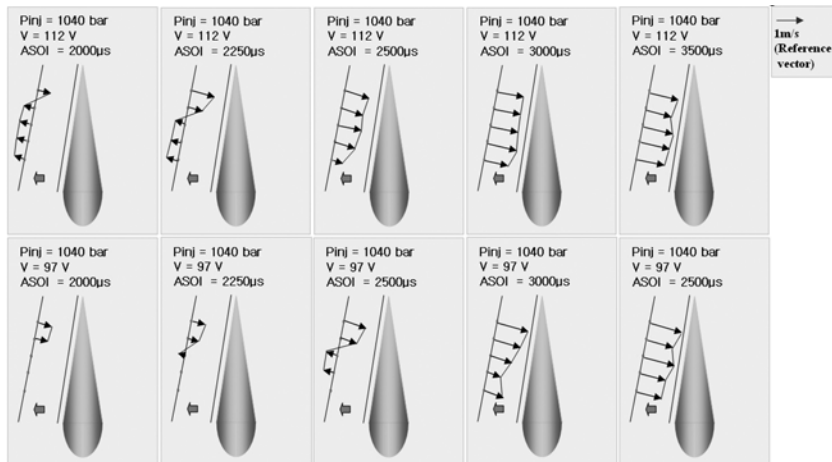 Pinj = 1040 bar
V = 112 V
ASOI = 2000µs
Pinj = 1040 bar
V = 112 V
ASOI = 2250µs
Pinj = 1040 bar
V = 112 V
ASOI = 2500µs
Pinj = 1040 bar
V = 112 V
ASOI = 3000µs
Pinj = 1040 bar
V = 112 V
ASOI = 3500µs
1m/s
(Reference
vector)
Pinj = 1040 bar
V = 97 V
ASOI = 2000µs
Pinj = 1040 bar
V = 97 V
ASOI = 2250µs
Pinj = 1040 bar
V = 97 V
ASOI = 2500µs
Pinj = 1040 bar
V = 97 V
ASOI = 3000µs
Pinj = 1040 bar
V = 97 V
ASOI = 2500µs